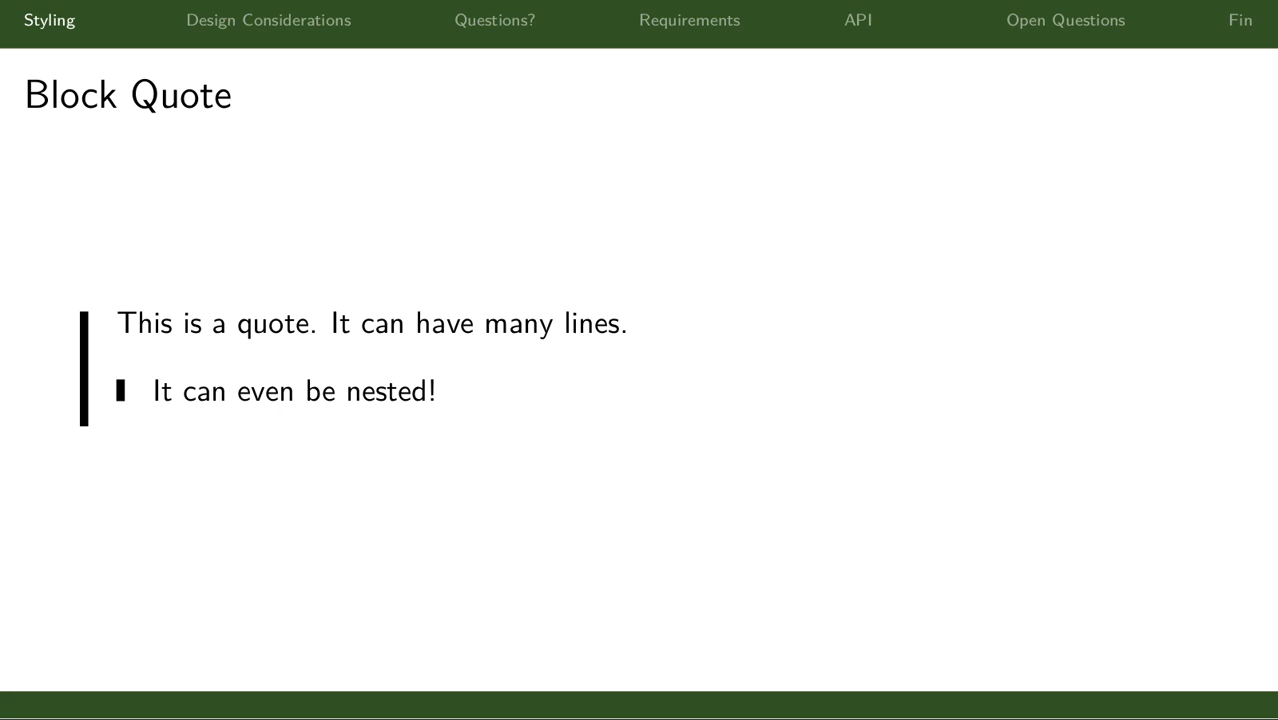 Styling Design Considerations Questions? Requirements API Open Questions Fin
Block Quote
This is a quote. It can have many lines.
It can even be nested!